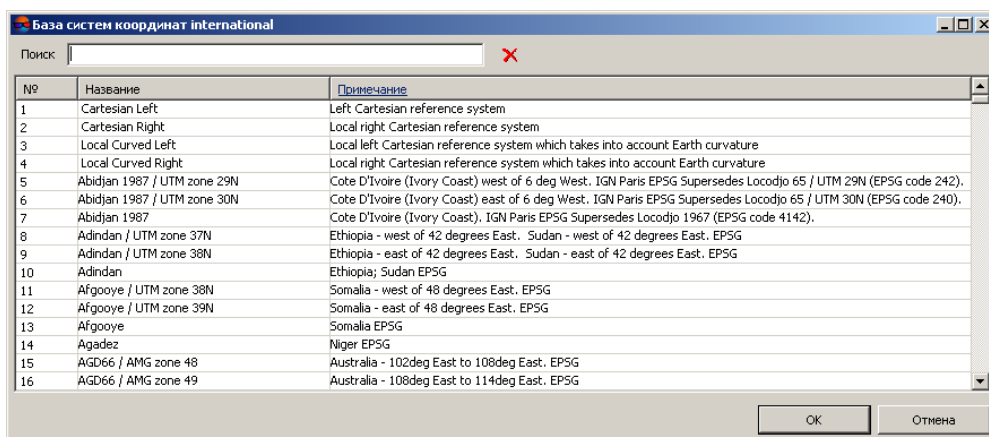 База систем координат international
Поиск
№ Название Примечание
1 Cartesian Left Left Cartesian reference system
2 Cartesian Right Local right Cartesian reference system
3 Local Curved Left Local left Cartesian reference system which takes into account Earth curvature
4 Local Curved Right Local right Cartesian reference system which takes into account Earth curvature
5 Abidjan 1987 / UTM zone 29N Cote D'Ivoire (Ivory Coast) west of 6 deg West. IGN Paris EPSG Supersedes Locodjo 65 / UTM 29N (EPSG code 242).
6 Abidjan 1987 / UTM zone 30N Cote D'Ivoire (Ivory Coast) east of 6 deg West. IGN Paris EPSG Supersedes Locodjo 65 / UTM 30N (EPSG code 240).
7 Abidjan 1987 Cote D'Ivoire (Ivory Coast). IGN Paris EPSG Supersedes Locodjo 1967 (EPSG code 4142).
8 Adindan / UTM zone 37N Ethiopia - west of 42 degrees East. Sudan - west of 42 degrees East. EPSG
9 Adindan / UTM zone 38N Ethiopia - east of 42 degrees East. Sudan - east of 42 degrees East. EPSG
10 Adindan Ethiopia; Sudan EPSG
11 Afgooye / UTM zone 38N Somalia - west of 48 degrees East. EPSG
12 Afgooye / UTM zone 39N Somalia - east of 48 degrees East. EPSG
13 Afgooye Somalia EPSG
14 Agadez Niger EPSG
15 AGD66 / AMG zone 48 Australia - 102deg East to 108deg East. EPSG
16 AGD66 / AMG zone 49 Australia - 108deg East to 114deg East. EPSG
OK Отмена